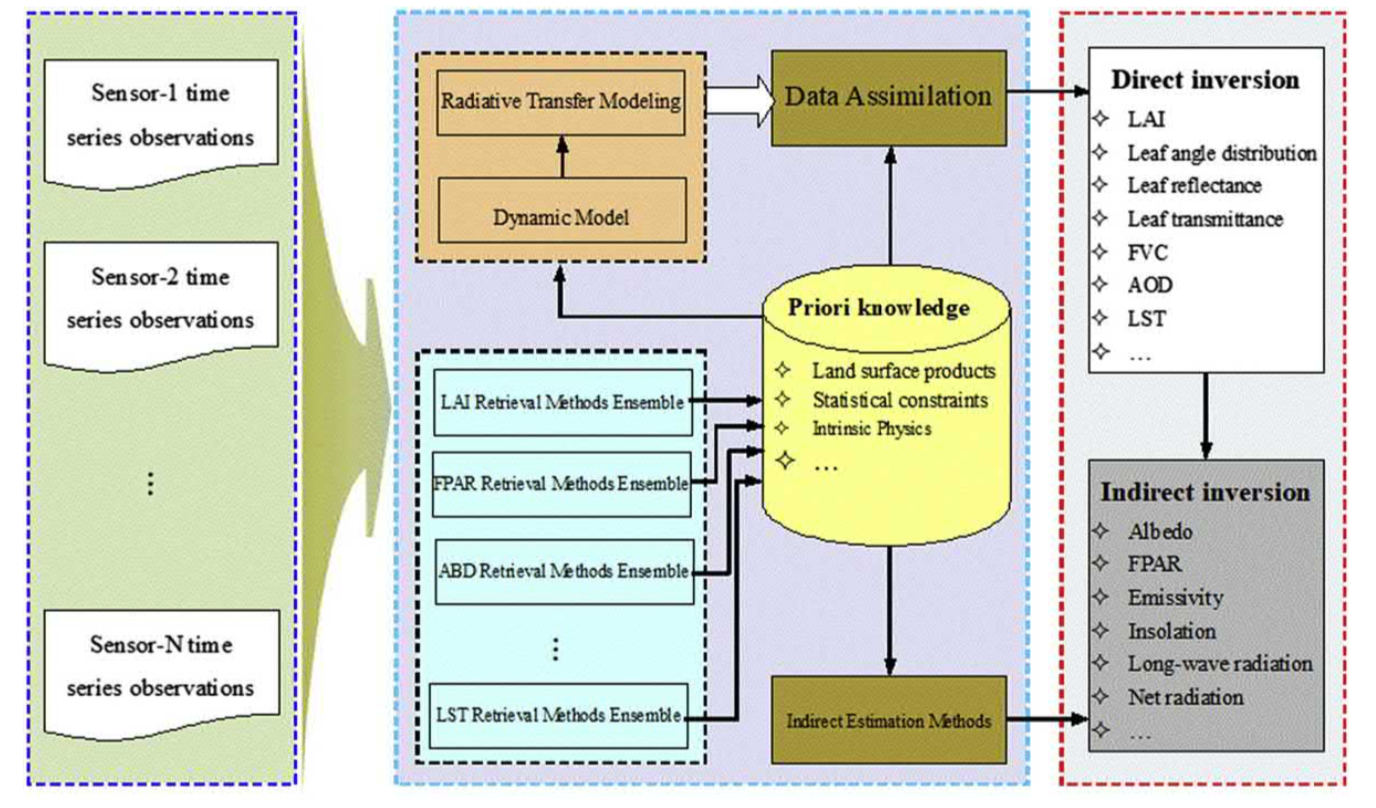 Sensor-1 time
series observations
Sensor-2 time
series observations
⋮
Sensor-N time
series observations
Radiative Transfer Modeling
Dynamic Model
LAI Retrieval Methods Ensemble
FPAR Retrieval Methods Ensemble
ABD Retrieval Methods Ensemble
⋮
LST Retrieval Methods Ensemble
Data Assimilation
Priori knowledge
Land surface products
Statistical constraints
Intrinsic Physics
...
Indirect Estimation Methods
Direct inversion
LAI
Leaf angle distribution
Leaf reflectance
Leaf transmittance
FVC
AOD
LST
...
Indirect inversion
Albedo
FPAR
Emissivity
Insolation
Long-wave radiation
Net radiation
...